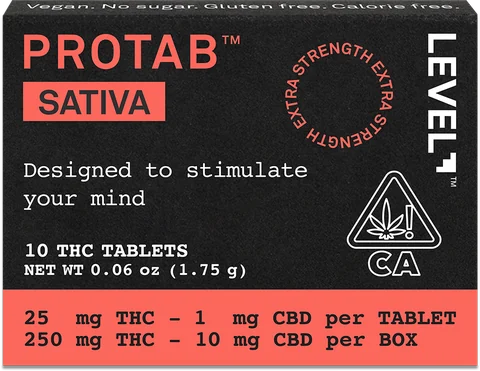 Vegan. No sugar. Gluten free. Calorie free.
PROTAB™
SATIVA
EXTRA STRENGTH EXTRA STRENGTH
LEVEL™
Designed to stimulate
your mind
CA
10 THC TABLETS
NET WT 0.06 oz (1.75 g)
25 mg THC - 1 mg CBD per TABLET
250 mg THC - 10 mg CBD per BOX